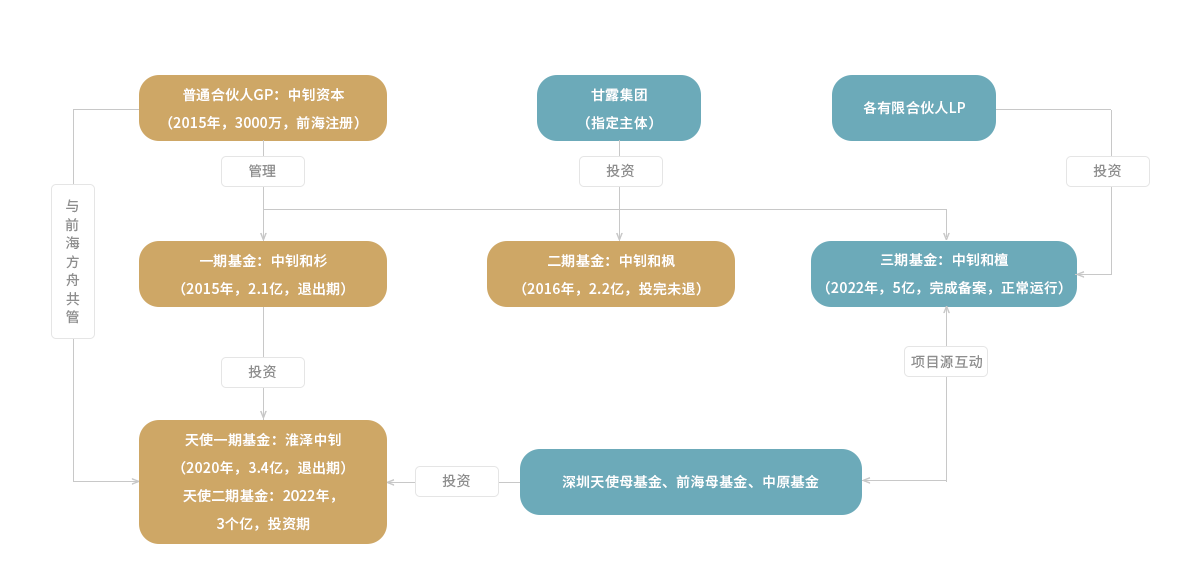 普通合伙人GP：中钊资本
（2015年，3000万，前海注册）
甘露集团
（指定主体）
各有限合伙人LP
管理
投资
投资
与前海方舟共管
一期基金：中钊和杉
（2015年，2.1亿，退出期）
二期基金：中钊和枫
（2016年，2.2亿，投完未退）
三期基金：中钊和檀
（2022年，5亿，完成备案，正常运行）
投资
项目源互动
天使一期基金：淮泽中钊
（2020年，3.4亿，退出期）
天使二期基金：2022年，
3个亿，投资期
投资
深圳天使母基金、前海母基金、中原基金